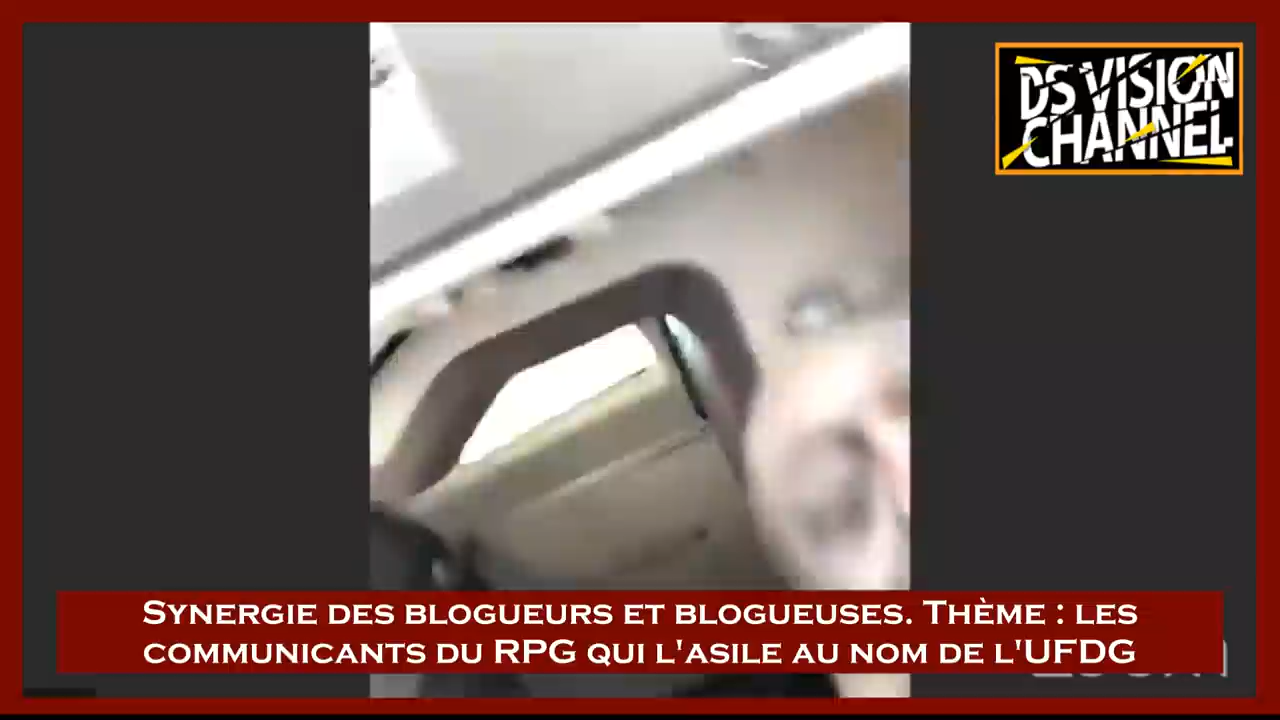 DS VISION
CHANNEL
Synergie des blogueurs et blogueuses. Thème : les
communicants du RPG qui l'asile au nom de l'UFDG